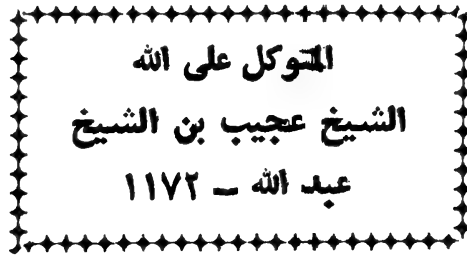 المتوكل على الله
الشيخ عجيب بن الشيخ
عبد الله – ١١٧٢